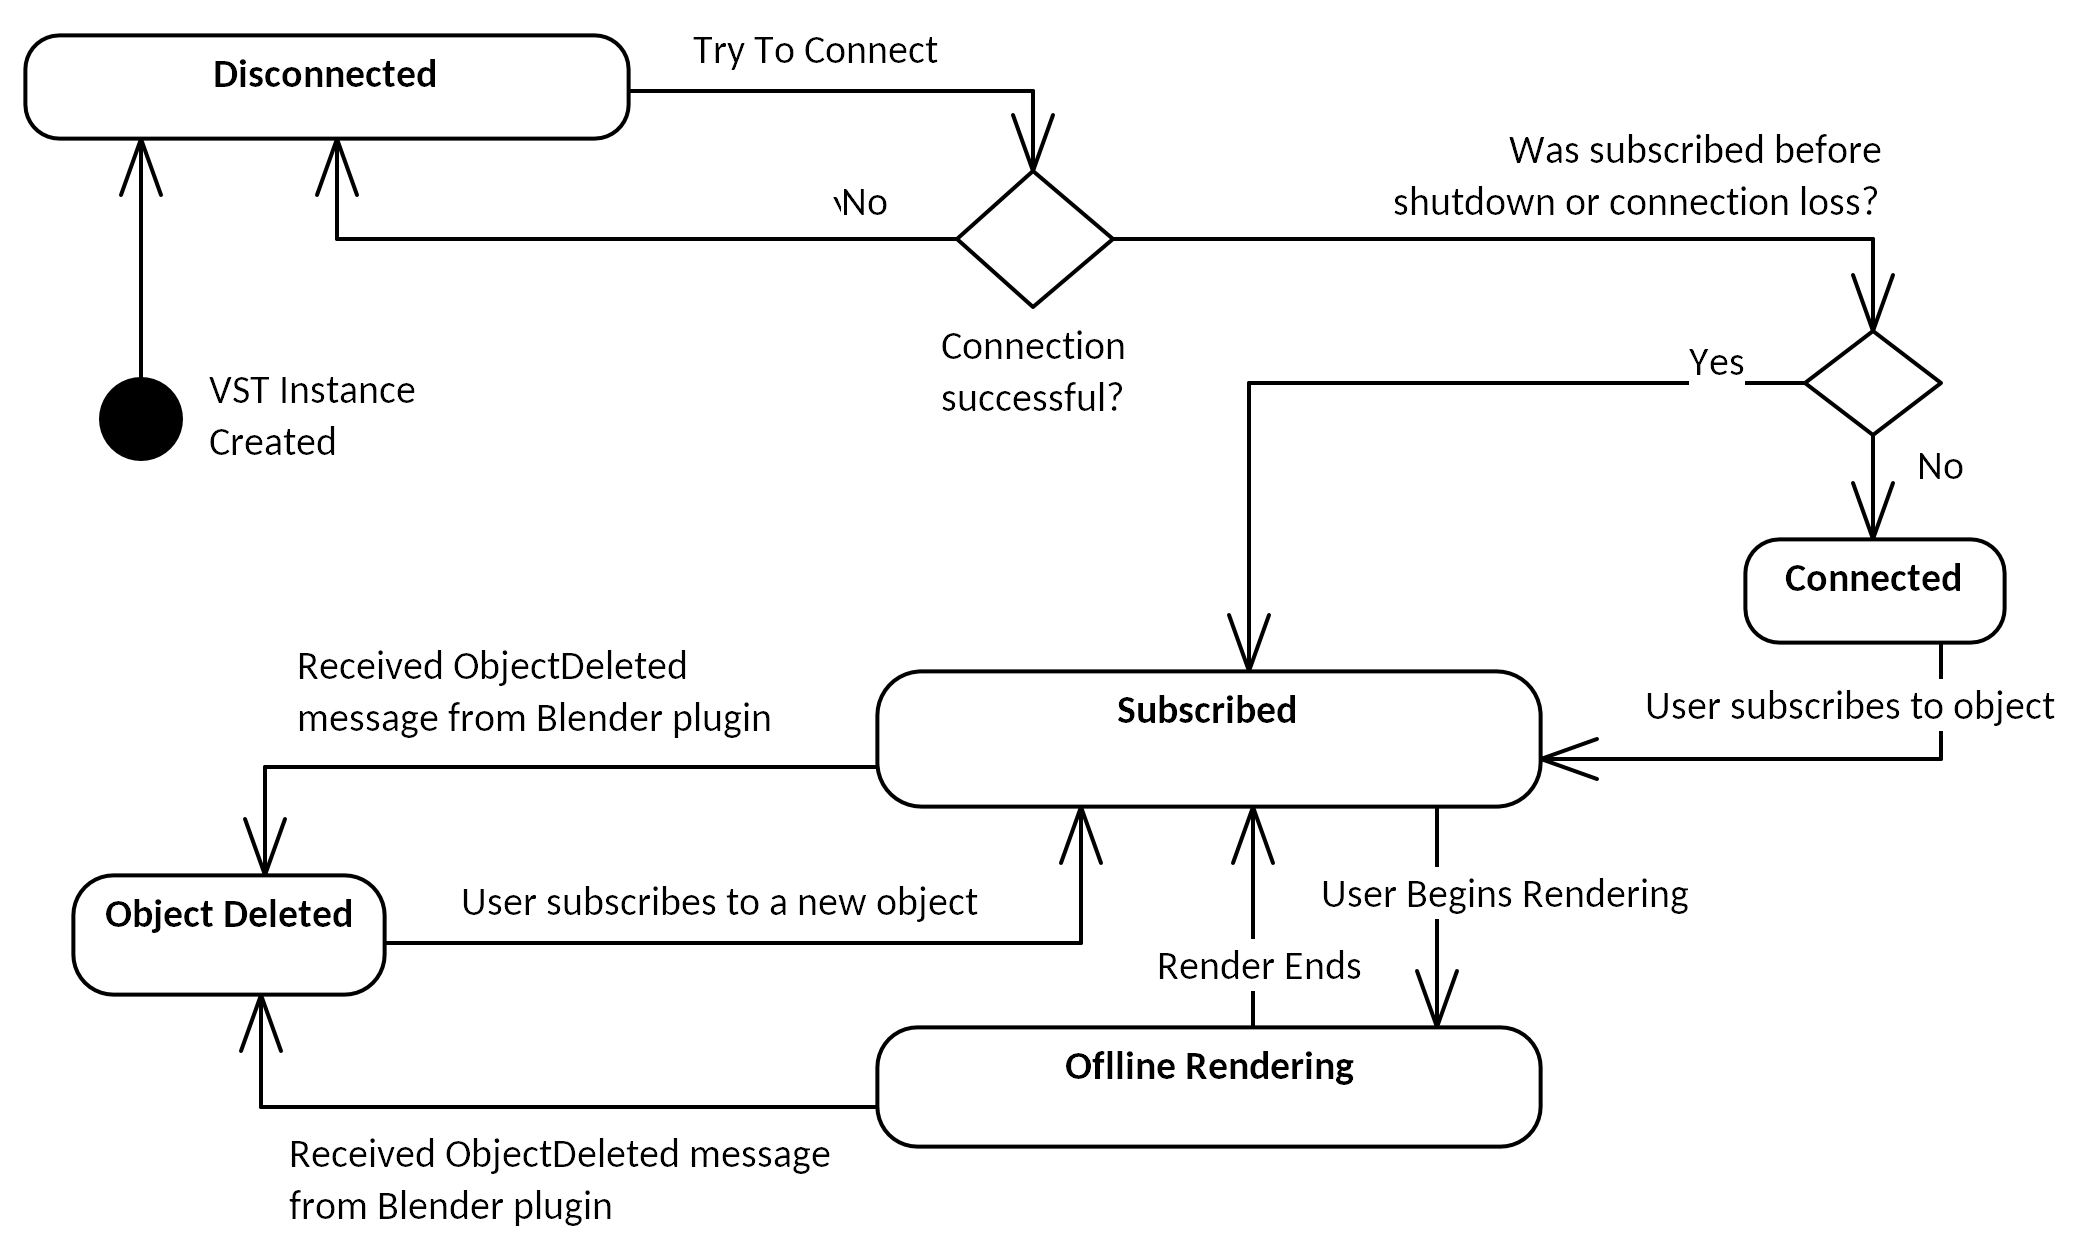 Disconnected
Try To Connect
Was subscribed before
shutdown or connection loss?
No
Connection
successful?
VST Instance
Created
Yes
No
Connected
Received ObjectDeleted
message from Blender plugin
Subscribed
User subscribes to object
Object Deleted
User subscribes to a new object
User Begins Rendering
Render Ends
Oflline Rendering
Received ObjectDeleted message
from Blender plugin